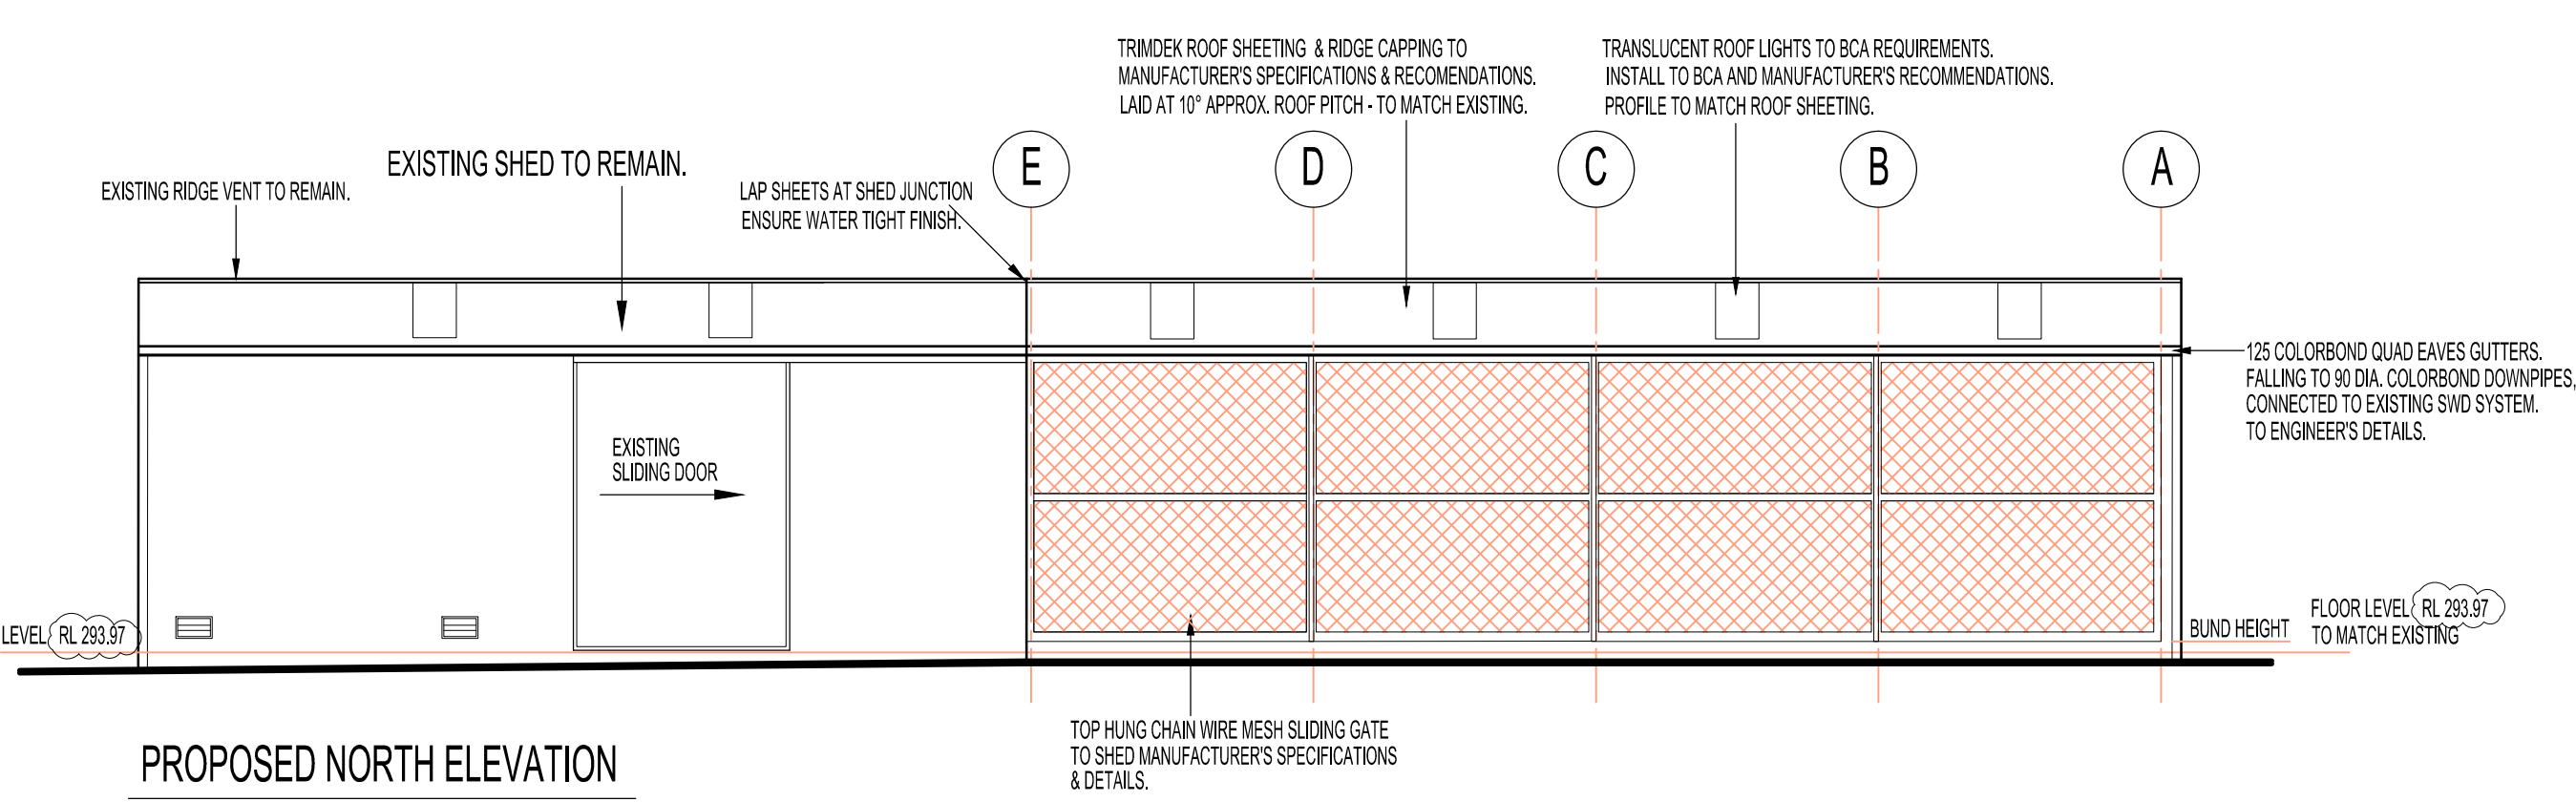 TRIMDEK ROOF SHEETING & RIDGE CAPPING TO
MANUFACTURER'S SPECIFICATIONS & RECOMENDATIONS.
LAID AT 10° APPROX. ROOF PITCH - TO MATCH EXISTING.
TRANSLUCENT ROOF LIGHTS TO BCA REQUIREMENTS.
INSTALL TO BCA AND MANUFACTURER'S RECOMMENDATIONS.
PROFILE TO MATCH ROOF SHEETING.
EXISTING SHED TO REMAIN.
EXISTING RIDGE VENT TO REMAIN.
LAP SHEETS AT SHED JUNCTION
ENSURE WATER TIGHT FINISH.
E
D
C
B
A
125 COLORBOND QUAD EAVES GUTTERS.
FALLING TO 90 DIA. COLORBOND DOWNPIPES,
CONNECTED TO EXISTING SWD SYSTEM.
TO ENGINEER'S DETAILS.
EXISTING
SLIDING DOOR
LEVEL RL 293.97
BUND HEIGHT
FLOOR LEVEL RL 293.97
TO MATCH EXISTING
TOP HUNG CHAIN WIRE MESH SLIDING GATE
TO SHED MANUFACTURER'S SPECIFICATIONS
& DETAILS.
PROPOSED NORTH ELEVATION